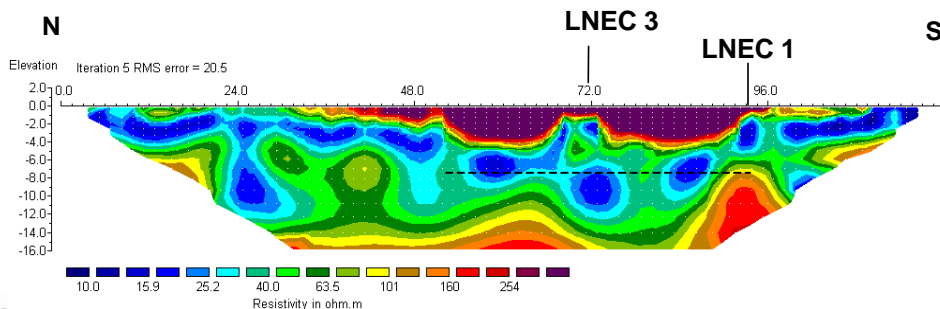 N LNEC 3 LNEC 1 S
Elevation Iteration 5 RMS error = 20.5
2.0 0.0 24.0 48.0 72.0 96.0
0.0
-2.0
-4.0
-6.0
-8.0
-10.0
-12.0
-14.0
-16.0
10.0 15.9 25.2 40.0 63.5 101 160 254
Resistivity in ohm.m